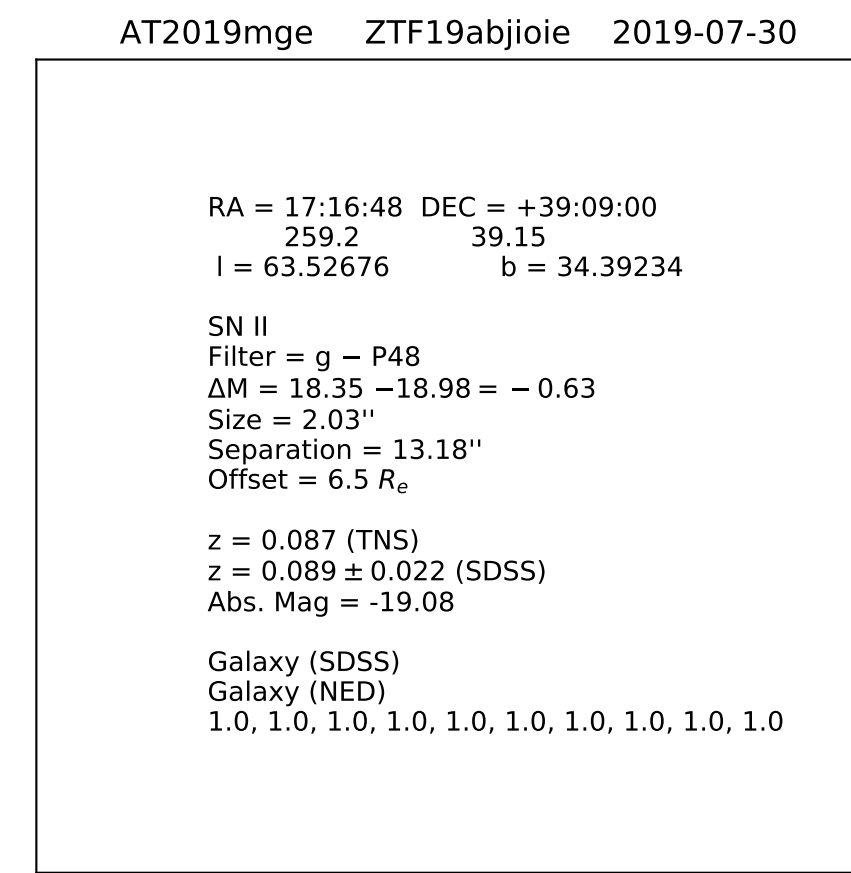 AT2019mge ZTF19abjioie 2019-07-30
RA = 17:16:48 DEC = +39:09:00
259.2 39.15
l = 63.52676 b = 34.39234
SN II
Filter = g − P48
ΔM = 18.35 −18.98 = − 0.63
Size = 2.03''
Separation = 13.18''
Offset = 6.5 Rₑ
z = 0.087 (TNS)
z = 0.089 ± 0.022 (SDSS)
Abs. Mag = -19.08
Galaxy (SDSS)
Galaxy (NED)
1.0, 1.0, 1.0, 1.0, 1.0, 1.0, 1.0, 1.0, 1.0, 1.0